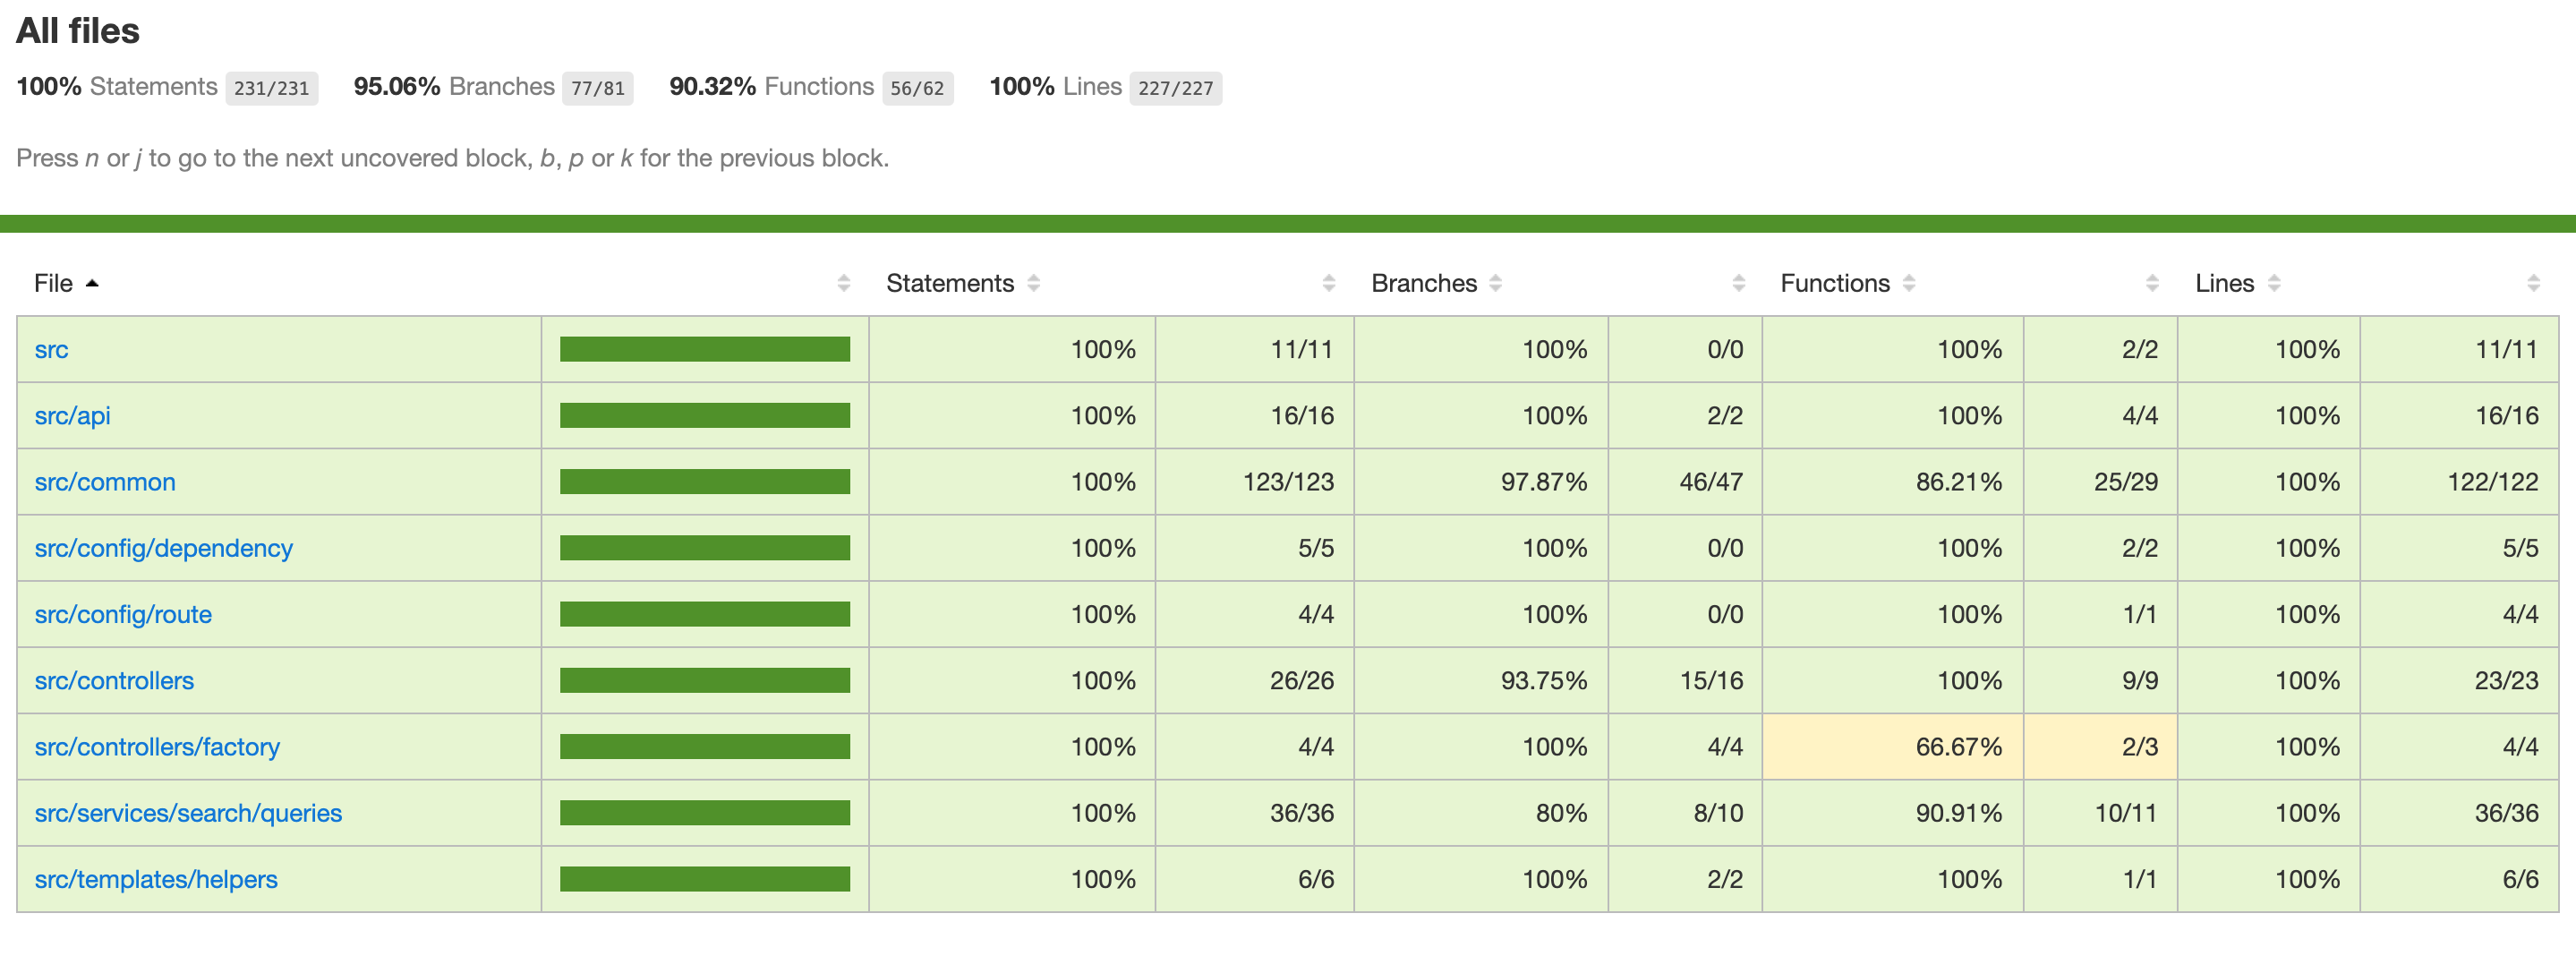 All files
100% Statements 231/231 95.06% Branches 77/81 90.32% Functions 56/62 100% Lines 227/227
Press n or j to go to the next uncovered block, b, p or k for the previous block.
File Statements Branches Functions Lines
src 100% 11/11 100% 0/0 100% 2/2 100% 11/11
src/api 100% 16/16 100% 2/2 100% 4/4 100% 16/16
src/common 100% 123/123 97.87% 46/47 86.21% 25/29 100% 122/122
src/config/dependency 100% 5/5 100% 0/0 100% 2/2 100% 5/5
src/config/route 100% 4/4 100% 0/0 100% 1/1 100% 4/4
src/controllers 100% 26/26 93.75% 15/16 100% 9/9 100% 23/23
src/controllers/factory 100% 4/4 100% 4/4 66.67% 2/3 100% 4/4
src/services/search/queries 100% 36/36 80% 8/10 90.91% 10/11 100% 36/36
src/templates/helpers 100% 6/6 100% 2/2 100% 1/1 100% 6/6